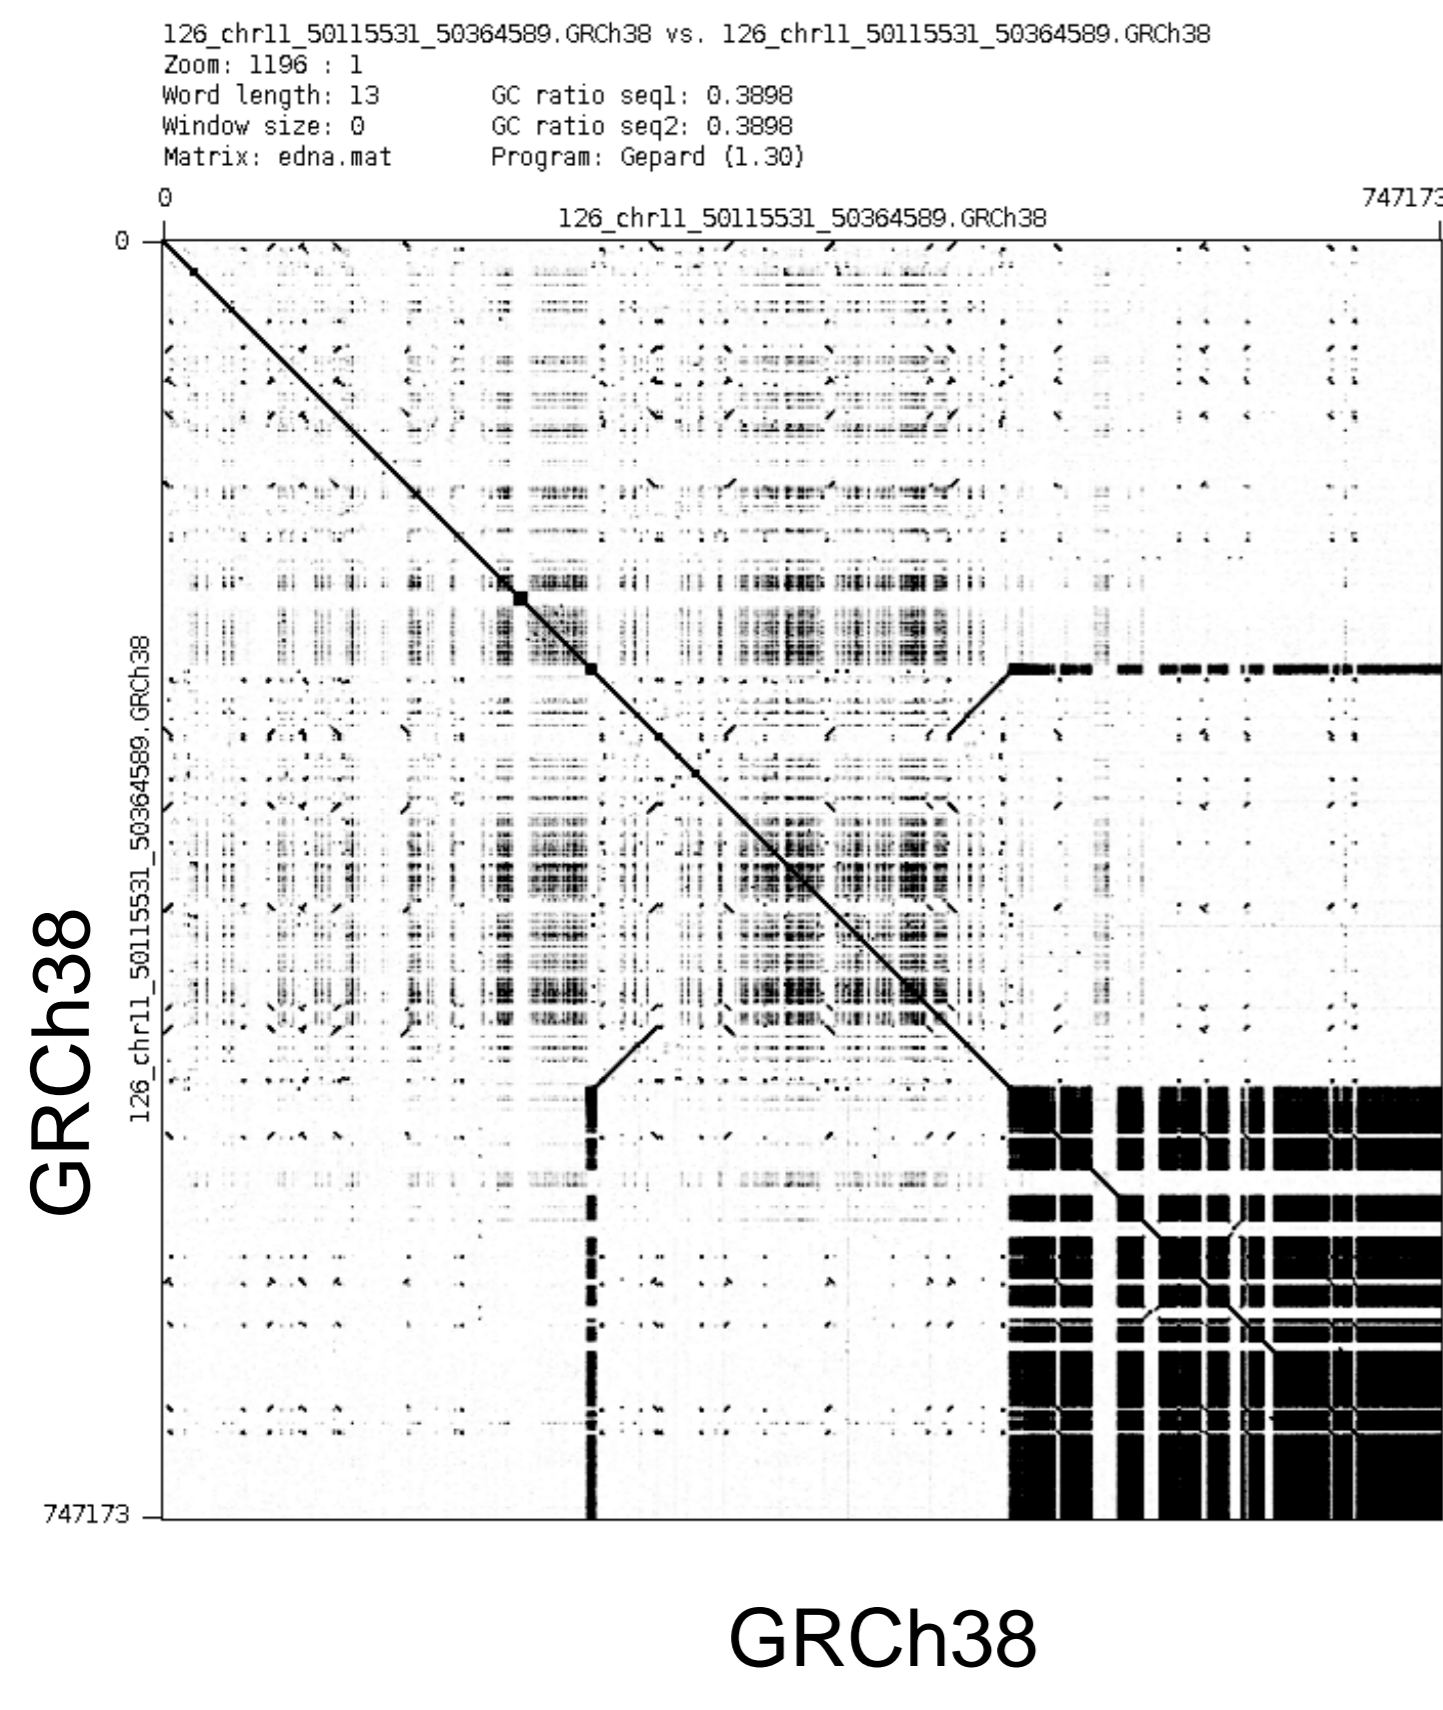 126_chr11_50115531_50364589.GRCh38 vs. 126_chr11_50115531_50364589.GRCh38
Zoom: 1196 : 1
Word length: 13 GC ratio seq1: 0.3898
Window size: 0 GC ratio seq2: 0.3898
Matrix: edna.mat Program: Gepard (1.30)
0
747173
126_chr11_50115531_50364589.GRCh38
0
126_chr11_50115531_50364589.GRCh38
GRCh38
747173
GRCh38